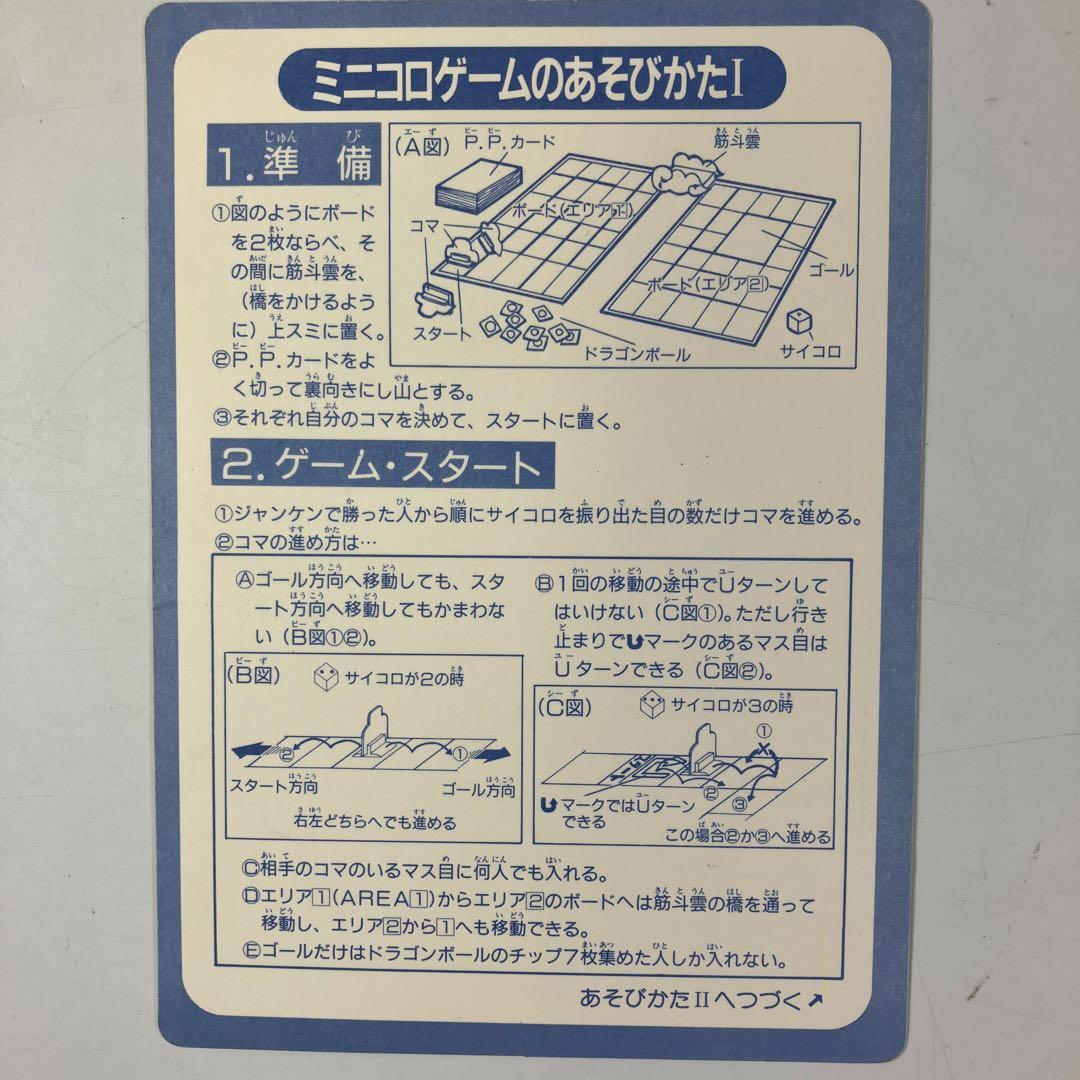 ミニコロゲームのあそびかたⅠ
1.準備
①図のようにボード
を2枚ならべ、そ
の間に筋斗雲を、
(橋をかけるよう
に)上スミに置く。
②P.P.カードをよ
く切って裏向きにし山とする。
③それぞれ自分のコマを決めて、スタートに置く。
(A図)
P.P.カード
筋斗雲
ボード(エリア1)
コマ
ゴール
ボード(エリア2)
スタート
ドラゴンボール
サイコロ
2.ゲーム・スタート
①ジャンケンで勝った人から順にサイコロを振り出た目の数だけコマを進める。
②コマの進め方は…
Ⓐゴール方向へ移動しても、スタ
ート方向へ移動してもかまわな
い(B図①②)。
(B図)
サイコロが2の時
②
①
スタート方向
ゴール方向
右左どちらへでも進める
Ⓑ1回の移動の途中でUターンして
はいけない(C図①)。ただし行き
止まりで⮌マークのあるマス目は
Uターンできる(C図②)。
(C図)
サイコロが3の時
①
②
③
⮌マークではUターン
できる
この場合②か③へ進める
Ⓒ相手のコマのいるマス目に何人でも入れる。
Ⓓエリア1(AREA1)からエリア2のボードへは筋斗雲の橋を通って
移動し、エリア2から1へも移動できる。
Ⓔゴールだけはドラゴンボールのチップ7枚集めた人しか入れない。
あそびかたⅡへつづく↗